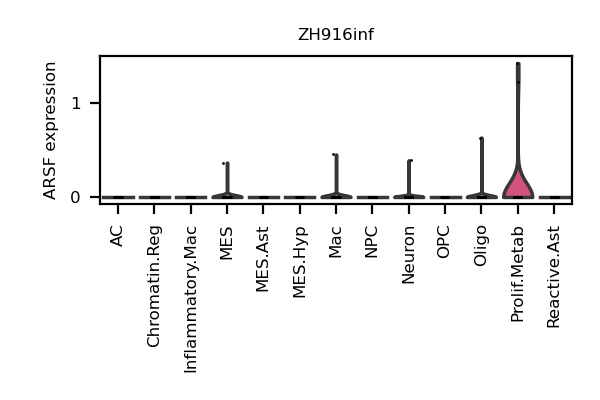 ZH916inf
ARSF expression
1
0
AC
Chromatin.Reg
Inflammatory.Mac
MES
MES.Ast
MES.Hyp
Mac
NPC
Neuron
OPC
Oligo
Prolif.Metab
Reactive.Ast